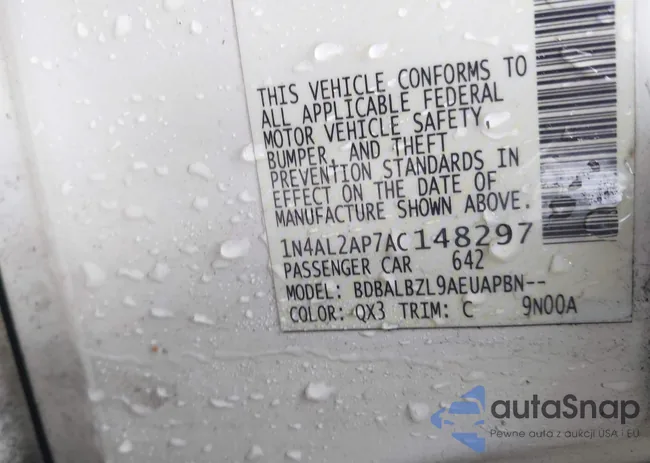 THIS VEHICLE CONFORMS TO
ALL APPLICABLE FEDERAL
MOTOR VEHICLE SAFETY,
BUMPER, AND THEFT
PREVENTION STANDARDS IN
EFFECT ON THE DATE OF
MANUFACTURE SHOWN ABOVE.
1N4AL2AP7AC148297
PASSENGER CAR 642
MODEL: BDBALBZL9AEUAPBN--
COLOR: QX3 TRIM: C 9N00A
autaSnap
Pewne auta z aukcji USA i EU